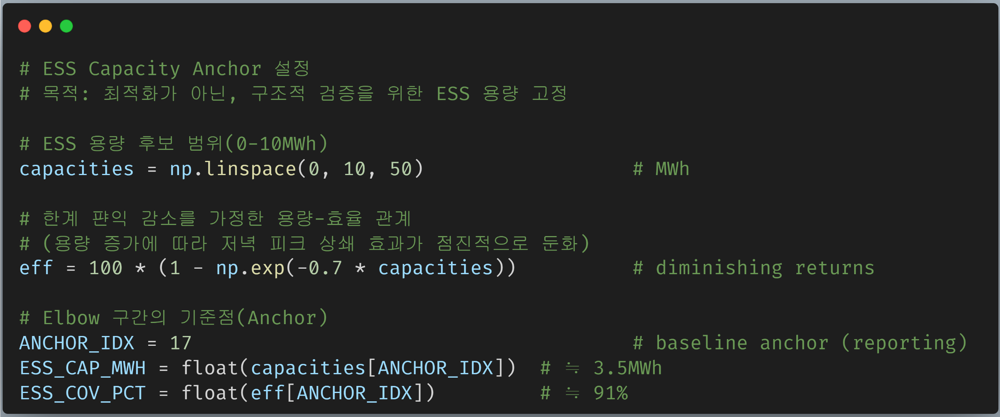 # ESS Capacity Anchor 설정
# 목적: 최적화가 아닌, 구조적 검증을 위한 ESS 용량 고정
# ESS 용량 후보 범위(0-10MWh)
capacities = np.linspace(0, 10, 50) # MWh
# 한계 퍈익 감소를 가정한 용량-효율 관계
# (용량 증가에 따라 저녁 피크 상쇄 효과가 점진적으로 둔화)
eff = 100 * (1 - np.exp(-0.7 * capacities)) # diminishing returns
# Elbow 구간의 기준점(Anchor)
ANCHOR_IDX = 17 # baseline anchor (reporting)
ESS_CAP_MWH = float(capacities[ANCHOR_IDX]) # ≒ 3.5MWh
ESS_COV_PCT = float(eff[ANCHOR_IDX]) # ≒ 91%